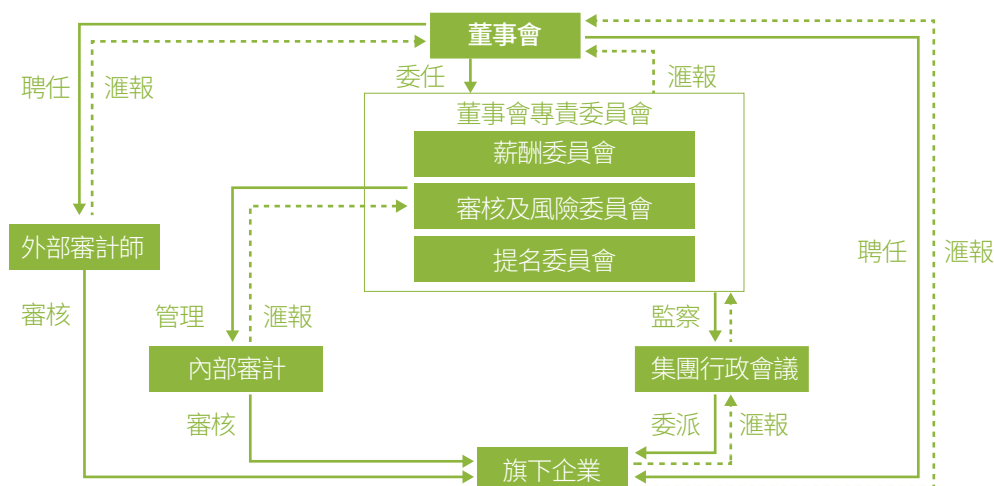 董事會
聘任
滙報
委任
滙報
董事會專責委員會
薪酬委員會
審核及風險委員會
提名委員會
外部審計師
聘任
滙報
審核
管理
滙報
監察
內部審計
集團行政會議
審核
委派
滙報
旗下企業